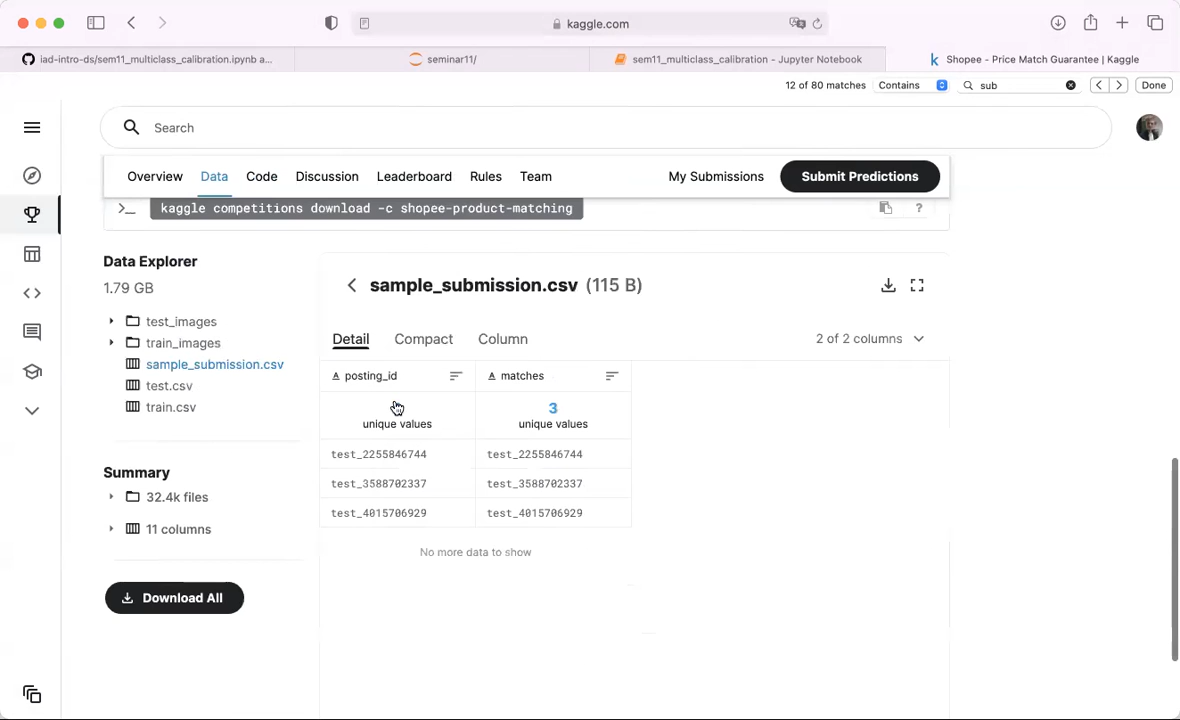 kaggle.com
iad-intro-ds/sem11_multiclass_calibration.ipynb a...
seminar11/
sem11_multiclass_calibration - Jupyter Notebook
Shopee - Price Match Guarantee | Kaggle
12 of 80 matches
Contains
sub
Done
Search
Overview
Data
Code
Discussion
Leaderboard
Rules
Team
My Submissions
Submit Predictions
>_
kaggle competitions download -c shopee-product-matching
?
Data Explorer
1.79 GB
test_images
train_images
sample_submission.csv
test.csv
train.csv
Summary
32.4k files
11 columns
Download All
sample_submission.csv (115 B)
Detail
Compact
Column
2 of 2 columns
A posting_id
A matches
3
unique values
unique values
test_2255846744
test_2255846744
test_3588702337
test_3588702337
test_4015706929
test_4015706929
No more data to show